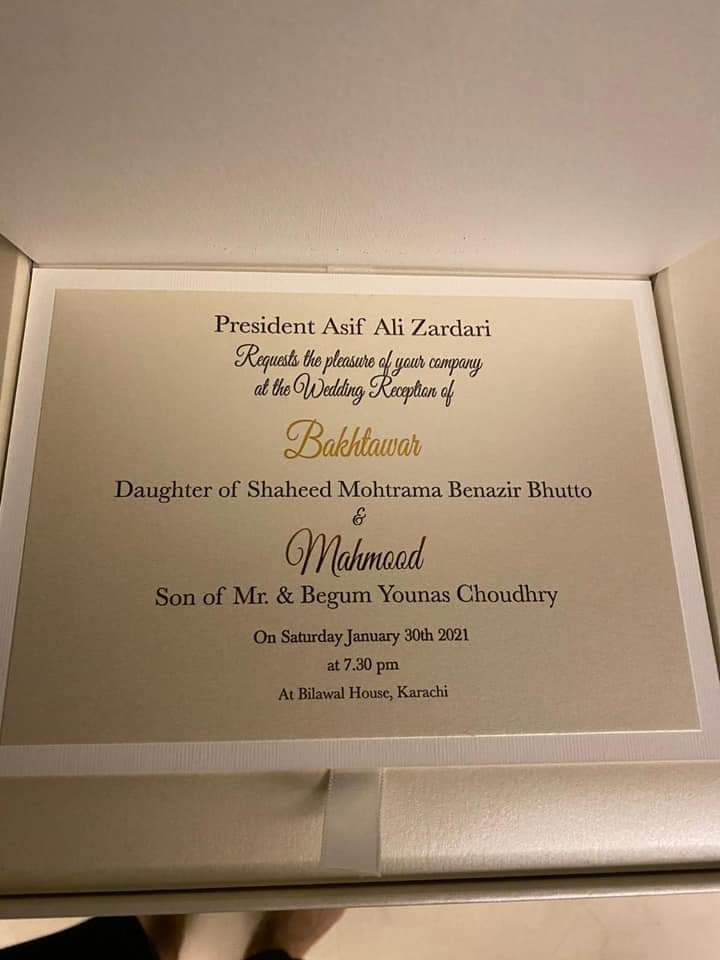 President Asif Ali Zardari
Requests the pleasure of your company
at the Wedding Reception of
Bakhtawar
Daughter of Shaheed Mohtrama Benazir Bhutto
&
Mahmood
Son of Mr. & Begum Younas Choudhry
On Saturday January 30th 2021
at 7.30 pm
At Bilawal House, Karachi